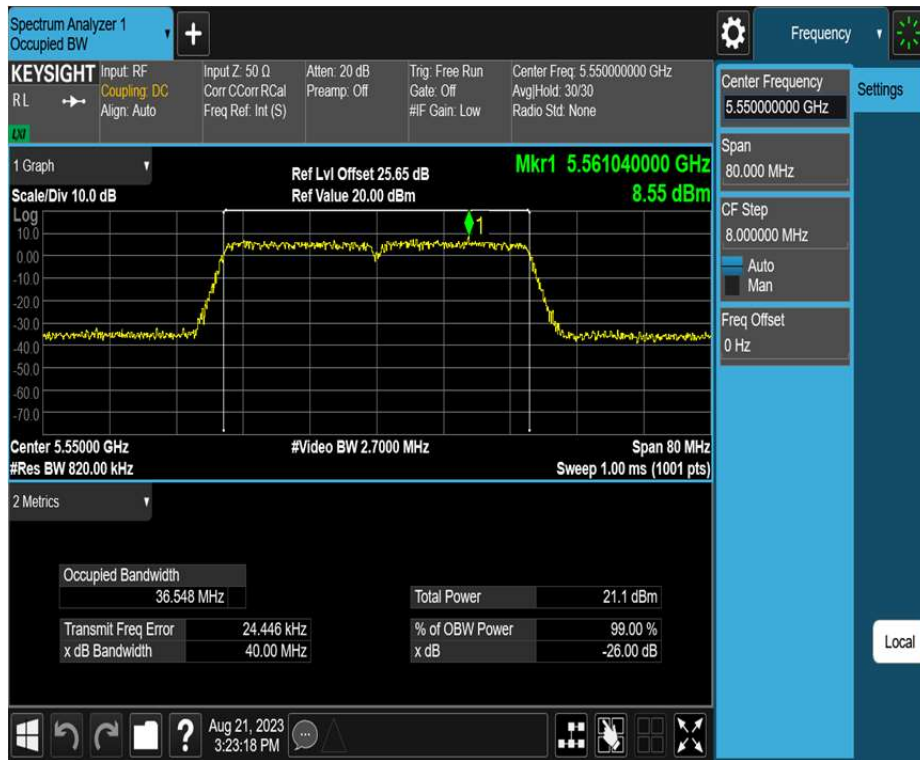 Spectrum Analyzer 1
Occupied BW
+
Frequency
KEYSIGHT
R L
LXI
Input: RF
Coupling: DC
Align: Auto
Input Z: 50 Ω
Corr CCorr RCal
Freq Ref: Int (S)
Atten: 20 dB
Preamp: Off
Trig: Free Run
Gate: Off
#IF Gain: Low
Center Freq: 5.550000000 GHz
Avg|Hold: 30/30
Radio Std: None
Center Frequency
5.550000000 GHz
Settings
Span
80.000 MHz
CF Step
8.000000 MHz
Auto
Man
Freq Offset
0 Hz
1 Graph
Scale/Div 10.0 dB
Ref Lvl Offset 25.65 dB
Ref Value 20.00 dBm
Mkr1 5.561040000 GHz
8.55 dBm
Log
10.0
0.00
-10.0
-20.0
-30.0
-40.0
-50.0
-60.0
-70.0
1
Center 5.55000 GHz
#Video BW 2.7000 MHz
Span 80 MHz
#Res BW 820.00 kHz
Sweep 1.00 ms (1001 pts)
2 Metrics
Occupied Bandwidth
36.548 MHz
Total Power 21.1 dBm
Transmit Freq Error 24.446 kHz
% of OBW Power 99.00 %
x dB Bandwidth 40.00 MHz
x dB -26.00 dB
Local
?
Aug 21, 2023
3:23:18 PM